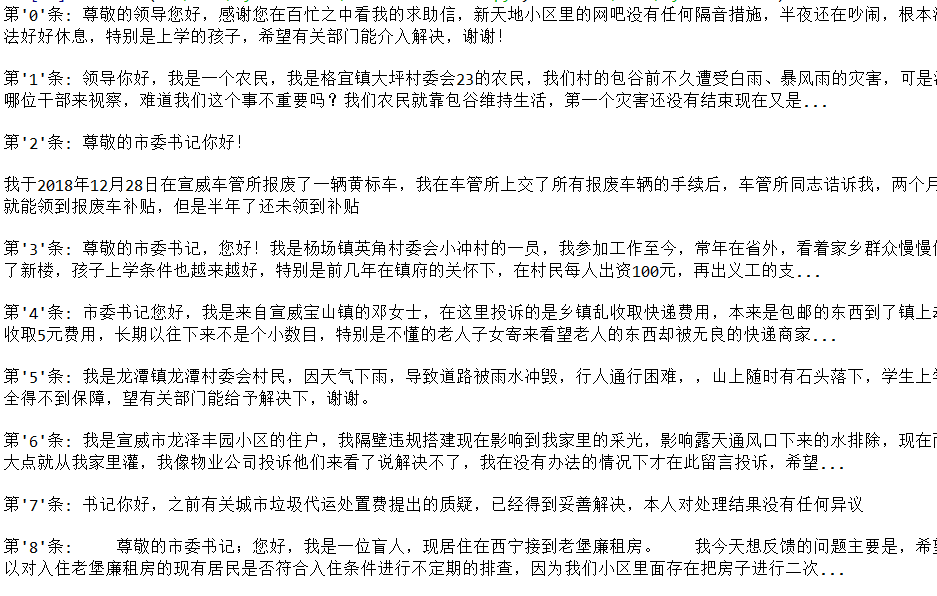 第'0'条: 尊敬的领导您好，感谢您在百忙之中看我的求助信，新天地小区里的网吧没有任何隔音措施，半夜还在吵闹，根本
法好好休息，特别是上学的孩子，希望有关部门能介入解决，谢谢！
第'1'条: 领导你好，我是一个农民，我是格宜镇大坪村委会23的农民，我们村的包谷前不久遭受白雨、暴风雨的灾害，可是
哪位干部来视察，难道我们这个事不重要吗？我们农民就靠包谷维持生活，第一个灾害还没有结束现在又是...
第'2'条: 尊敬的市委书记你好！
我于2018年12月28日在宣威车管所报废了一辆黄标车，我在车管所上交了所有报废车辆的手续后，车管所同志诰诉我，两个月
就能领到报废车补贴，但是半年了还未领到补贴
第'3'条: 尊敬的市委书记，您好！我是杨场镇英角村委会小冲村的一员，我参加工作至今，常年在省外，看着家乡群众慢慢
了新楼，孩子上学条件也越来越好，特别是前几年在镇府的关怀下，在村民每人出资100元，再出义工的支...
第'4'条: 市委书记您好，我是来自宣威宝山镇的邓女士，在这里投诉的是乡镇乱收取快递费用，本来是包邮的东西到了镇上
收取5元费用，长期以往下来不是个小数目，特别是不懂的老人子女寄来看望老人的东西却被无良的快递商家...
第'5'条: 我是龙潭镇龙潭村委会村民，因天气下雨，导致道路被雨水冲毁，行人通行困难，，山上随时有石头落下，学生上学
全得不到保障，望有关部门能给予解决下，谢谢。
第'6'条: 我是宣威市龙泽丰园小区的住户，我隔壁违规搭建现在影响到我家里的采光，影响露天通风口下来的水排除，现在
大点就从我家里灌，我像物业公司投诉他们来看了说解决不了，我在没有办法的情况下才在此留言投诉，希望...
第'7'条: 书记你好，之前有关城市垃圾代运处置费提出的质疑，已经得到妥善解决，本人对处理结果没有任何异议
第'8'条: 尊敬的市委书记；您好，我是一位盲人，现居住在西宁接到老堡廉租房。 我今天想反馈的问题主要是，希望
以对入住老堡廉租房的现有居民是否符合入住条件进行不定期的排查，因为我们小区里面存在把房子进行二次...